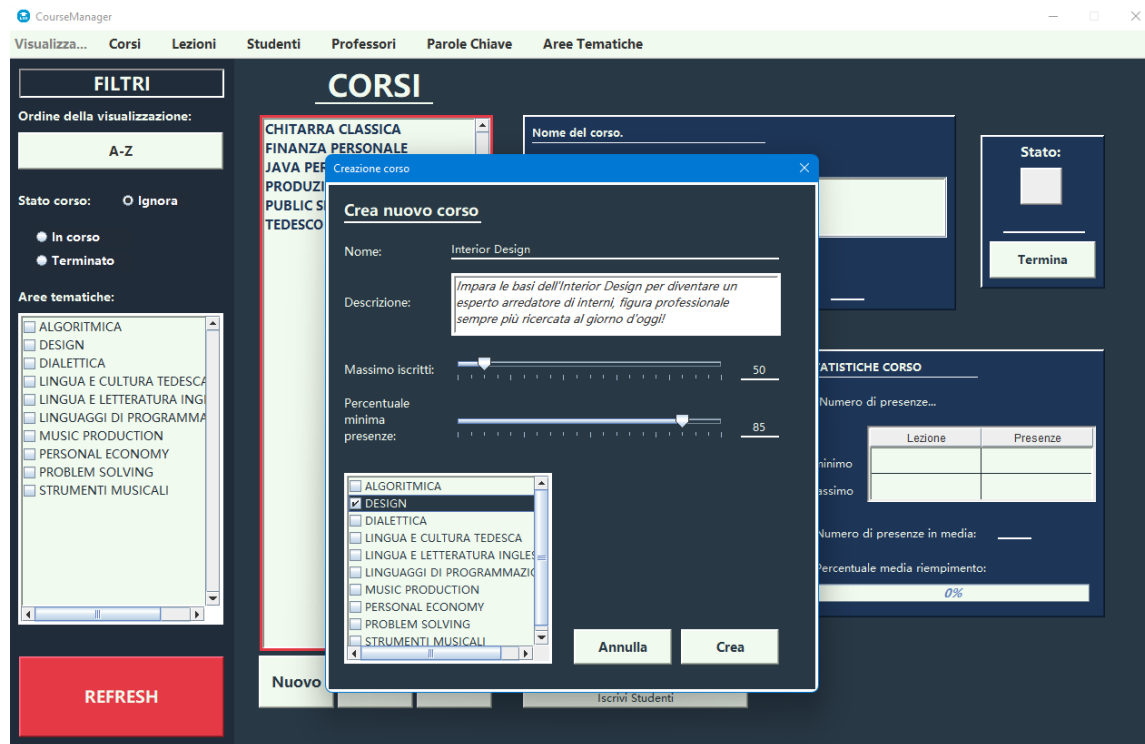 CourseManager
Visualizza... Corsi Lezioni Studenti Professori Parole Chiave Aree Tematiche
FILTRI
Ordine della visualizzazione:
A-Z
Stato corso: Ignora
In corso
Terminato
Aree tematiche:
ALGORITMICA
DESIGN
DIALETTICA
LINGUA E CULTURA TEDESCA
LINGUA E LETTERATURA INGL
LINGUAGGI DI PROGRAMMA
MUSIC PRODUCTION
PERSONAL ECONOMY
PROBLEM SOLVING
STRUMENTI MUSICALI
REFRESH
CORSI
CHITARRA CLASSICA
FINANZA PERSONALE
JAVA PER
PRODUZI
PUBLIC S
TEDESCO
Nuovo
Nome del corso.
Stato:
Termina
Creazione corso
Crea nuovo corso
Nome: Interior Design
Descrizione:
Impara le basi dell'Interior Design per diventare un
esperto arredatore di interni, figura professionale
sempre più ricercata al giorno d'oggi!
Massimo iscritti: 50
Percentuale
minima
presenze:
85
ALGORITMICA
DESIGN
DIALETTICA
LINGUA E CULTURA TEDESCA
LINGUA E LETTERATURA INGLES
LINGUAGGI DI PROGRAMMAZIO
MUSIC PRODUCTION
PERSONAL ECONOMY
PROBLEM SOLVING
STRUMENTI MUSICALI
Annulla
Crea
ATISTICHE CORSO
Numero di presenze...
Lezione Presenze
minimo
assimo
Numero di presenze in media:
Percentuale media riempimento:
0%
Iscrivi Studenti